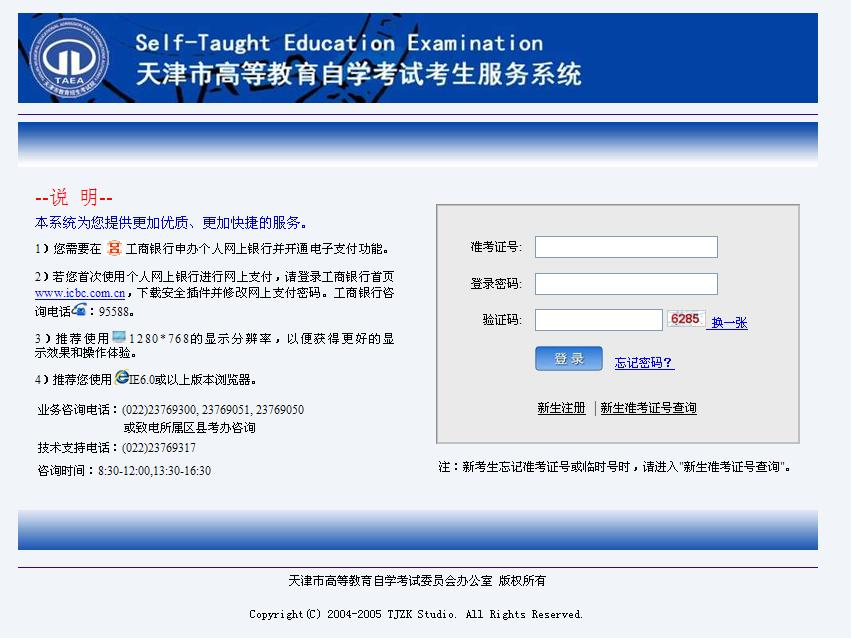 Self-Taught Education Examination
天津市高等教育自学考试考生服务系统
TAEA
--说 明--
本系统为您提供更加优质、更加快捷的服务。
1）您需要在 工商银行申办个人网上银行并开通电子支付功能。
2）若您首次使用个人网上银行进行网上支付，请登录工商银行首页
www.icbc.com.cn，下载安全插件并修改网上支付密码。工商银行咨
询电话：95588。
3）推荐使用1280*768的显示分辨率，以便获得更好的显
示效果和操作体验。
4）推荐您使用IE6.0或以上版本浏览器。
业务咨询电话：(022)23769300, 23769051, 23769050
或致电所属区县考办咨询
技术支持电话：(022)23769317
咨询时间：8:30-12:00,13:30-16:30
准考证号:
登录密码:
验证码:
6285 换一张
登 录 忘记密码?
新生注册 |新生准考证号查询
注：新考生忘记准考证号或临时号时，请进入"新生准考证号查询"。
天津市高等教育自学考试委员会办公室 版权所有
Copyright(C) 2004-2005 TJZK Studio. All Rights Reserved.